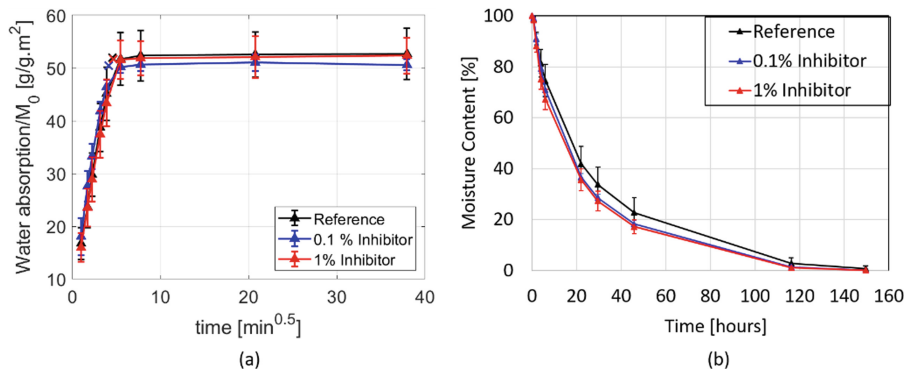 60
50
40
30
20
10
0
10
20
30
40
Water absorption/M0 [g/g.m²]
time [min^0.5]
Reference
0.1 % Inhibitor
1% Inhibitor
(a)
100
80
60
40
20
0
0
20
40
60
80
100
120
140
160
Moisture Content [%]
Time [hours]
Reference
0.1% Inhibitor
1% Inhibitor
(b)